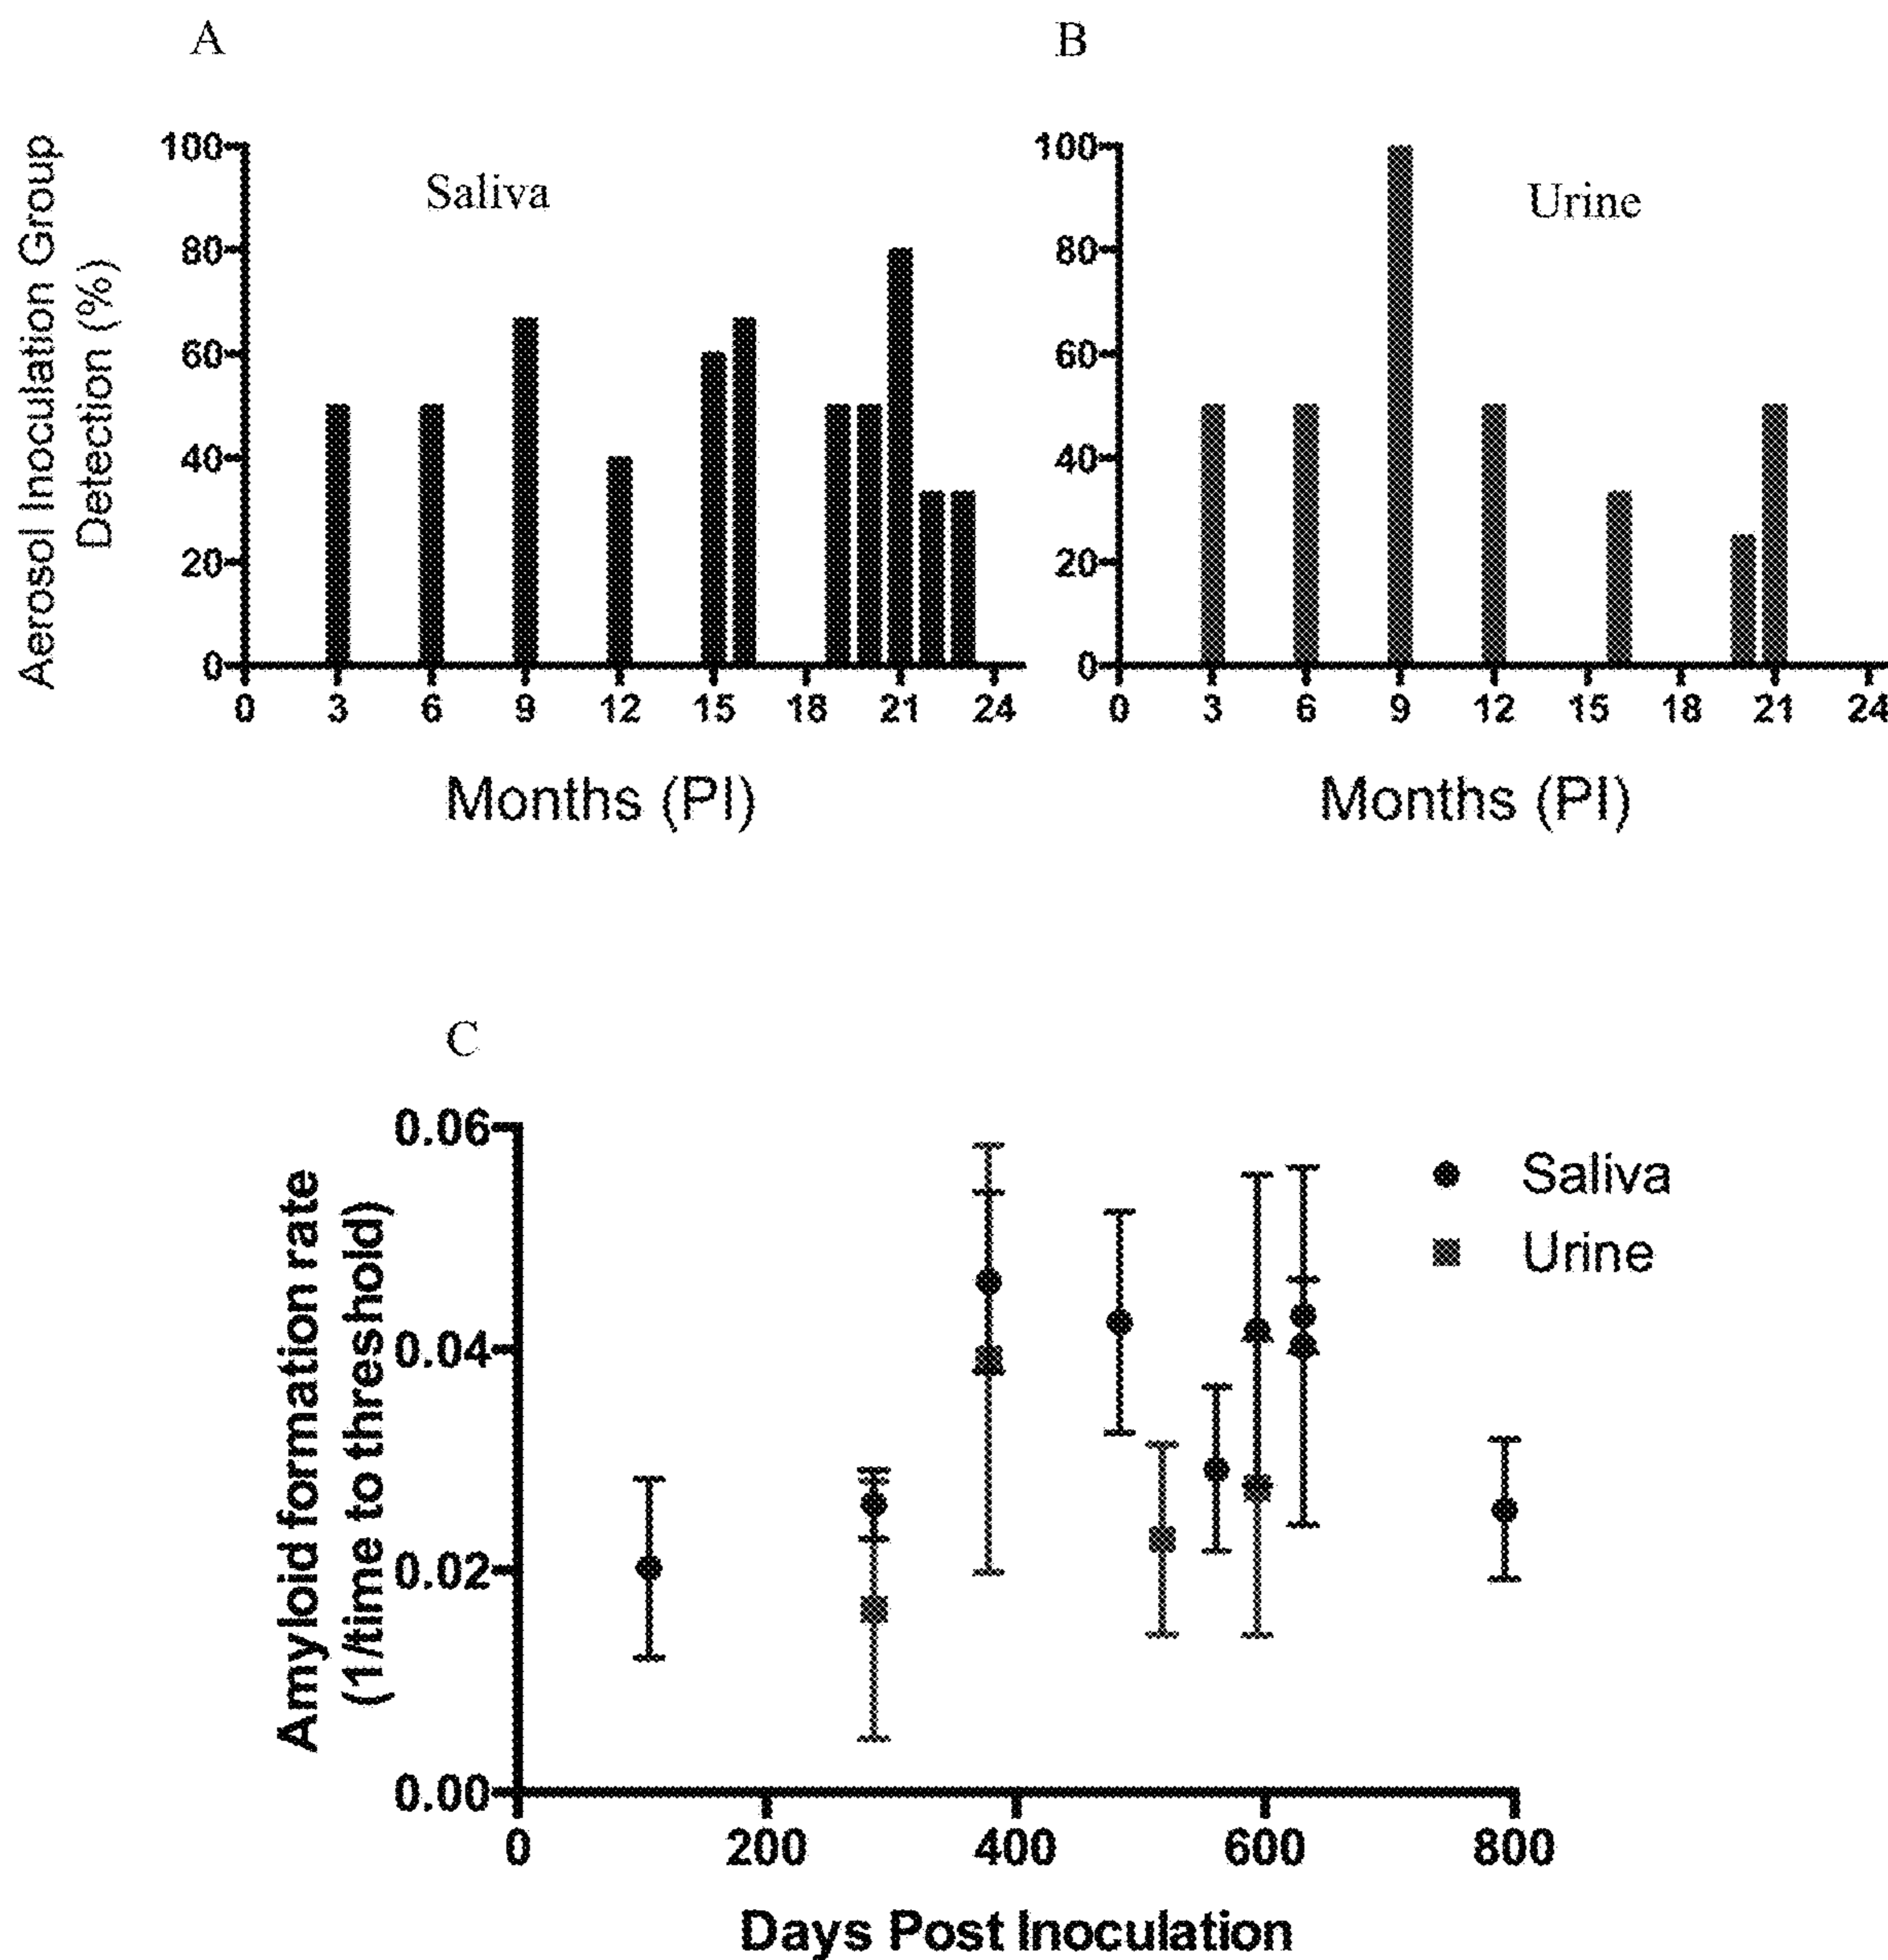 A
B
Aerosol Inoculation Group
Detection (%)
100
80
60
40
20
0
Saliva
0 3 6 9 12 15 18 21 24
Months (PI)
100
80
60
40
20
0
Urine
0 3 6 9 12 15 18 21 24
Months (PI)
C
Amyloid formation rate
(1/time to threshold)
0.06
0.04
0.02
0.00
Saliva
Urine
0 200 400 600 800
Days Post Inoculation